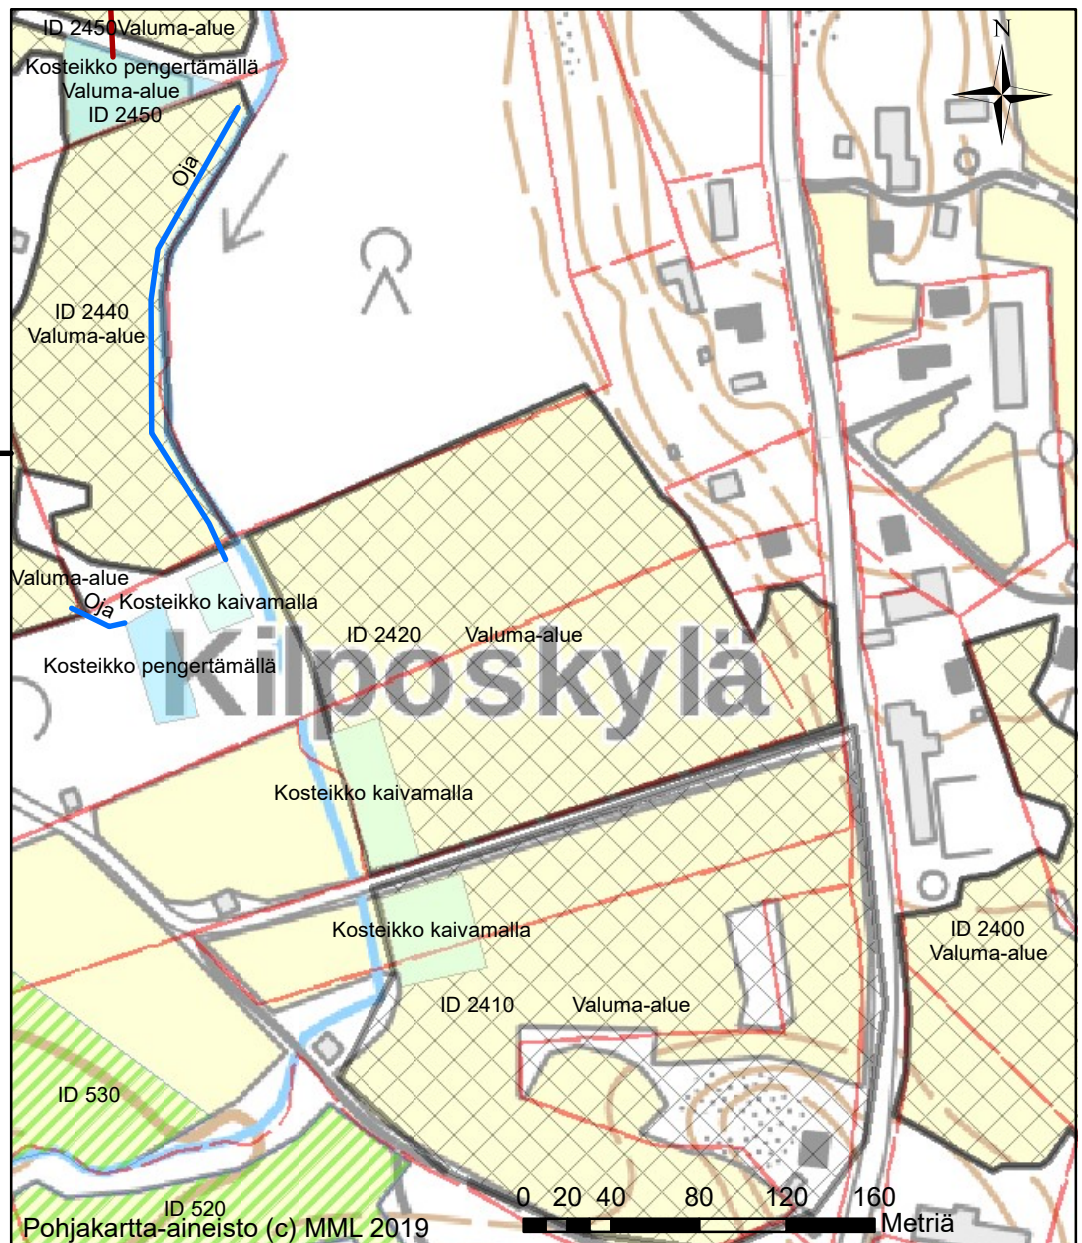 ID 2450Valuma-alue
N
Kosteikko pengertämällä
Valuma-alue
ID 2450
Oja
ID 2440
Valuma-alue
Valuma-alue
Oja
Kosteikko kaivamalla
Kosteikko pengertämällä
ID 2420
Valuma-alue
Kilposkylä
Kosteikko kaivamalla
Kosteikko kaivamalla
ID 2400
Valuma-alue
ID 2410
Valuma-alue
ID 530
ID 520
0 20 40 80 120 160
Metriä
Pohjakartta-aineisto (c) MML 2019